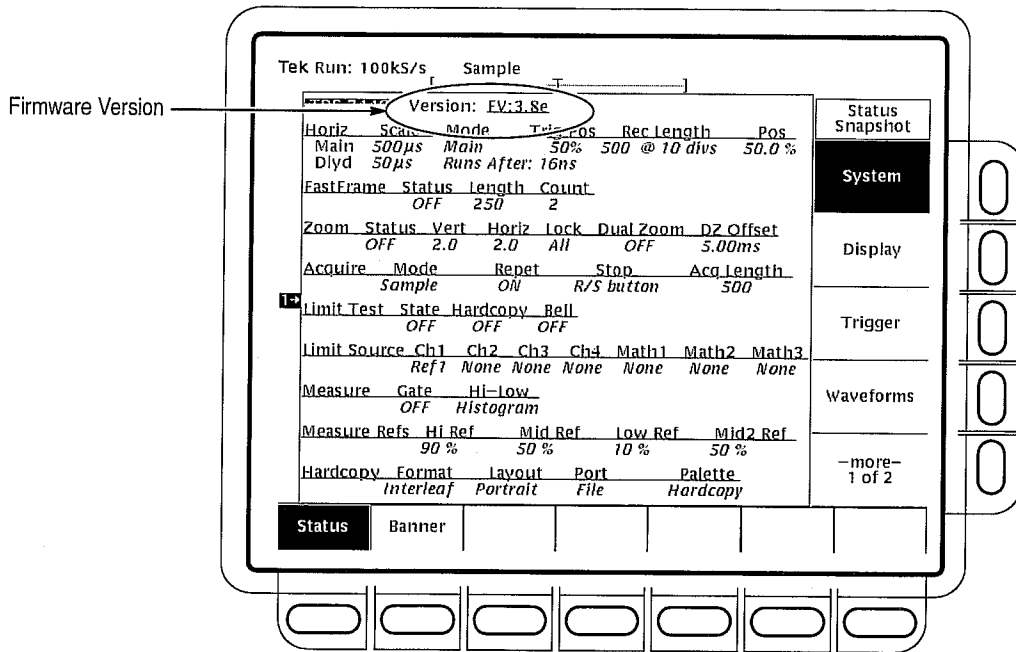 Tek Run: 100kS/s Sample
T
Firmware Version
Version: FV:3.8e
Horiz Scale Mode Trig Pos Rec Length Pos
Main 500µs Main 50% 500 @ 10 divs 50.0 %
Dlyd 50µs Runs After: 16ns
FastFrame Status Length Count
OFF 250 2
Zoom Status Vert Horiz Lock Dual Zoom DZ Offset
OFF 2.0 2.0 All OFF 5.00ms
Acquire Mode Repet Stop Acq Length
Sample ON R/S button 500
1→
Limit Test State Hardcopy Bell
OFF OFF OFF
Limit Source Ch1 Ch2 Ch3 Ch4 Math1 Math2 Math3
Ref1 None None None None None None
Measure Gate Hi-Low
OFF Histogram
Measure Refs Hi Ref Mid Ref Low Ref Mid2 Ref
90 % 50 % 10 % 50 %
Hardcopy Format Layout Port Palette
Interleaf Portrait File Hardcopy
Status
Snapshot
System
Display
Trigger
Waveforms
–more–
1 of 2
Status Banner